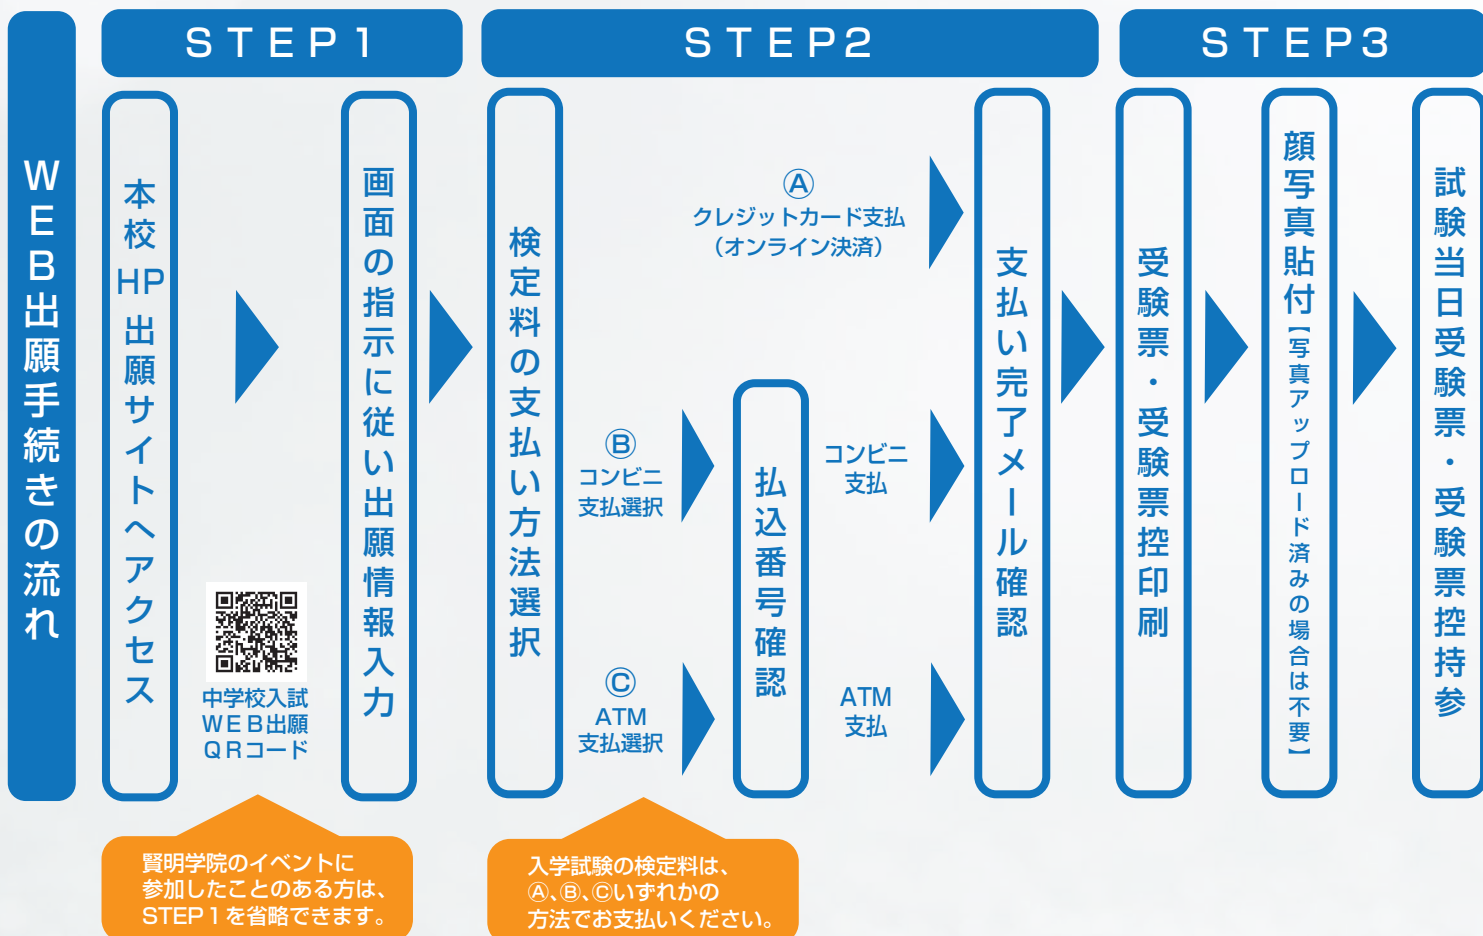 WEB出願手続きの流れ
STEP1
本校HP出願サイトへアクセス
中学校入試
WEB出願
QRコード
画面の指示に従い出願情報入力
賢明学院のイベントに
参加したことのある方は、
STEP1を省略できます。
STEP2
検定料の支払い方法選択
Ⓐ
クレジットカード支払
(オンライン決済)
Ⓑ
コンビニ
支払選択
Ⓒ
ATM
支払選択
払込番号確認
コンビニ
支払
ATM
支払
支払い完了メール確認
入学試験の検定料は、
Ⓐ、Ⓑ、Ⓒいずれかの
方法でお支払いください。
STEP3
受験票・受験票控印刷
顔写真貼付【写真アップロード済みの場合は不要】
試験当日受験票・受験票控持参